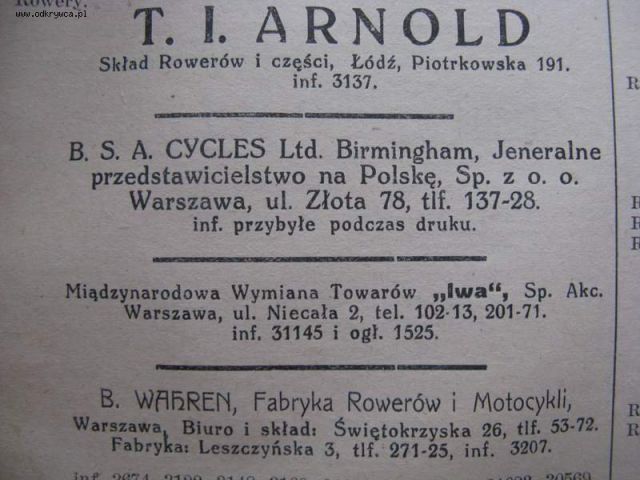 Rowery.
www.odkrywca.pl
T. I. ARNOLD
Skład Rowerów i części, Łódź, Piotrkowska 191.
inf. 3137.
B. S. A. CYCLES Ltd. Birmingham, Jeneralne
przedstawicielstwo na Polskę, Sp. z o. o.
Warszawa, ul. Złota 78, tlf. 137-28.
inf. przybyłe podczas druku.
Miądzynarodowa Wymiana Towarów „Iwa“, Sp. Akc.
Warszawa, ul. Niecała 2, tel. 102-13, 201-71.
inf. 31145 i ogł. 1525.
B. WAHREN, Fabryka Rowerów i Motocykli,
Warszawa, Biuro i skład: Świętokrzyska 26, tlf. 53-72.
Fabryka: Leszczyńska 3, tlf. 271-25, inf. 3207.